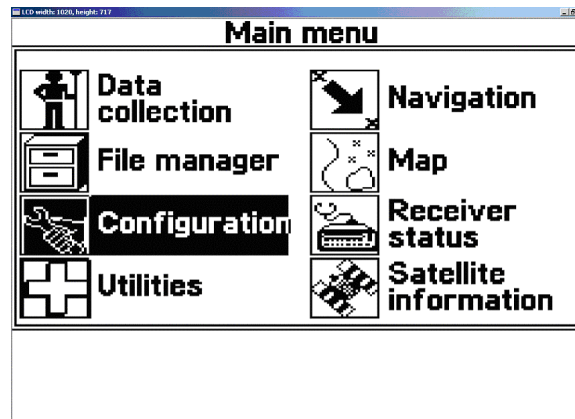 LCD width: 1020, height: 717
Main menu
Data
collection
File manager
Configuration
Utilities
Navigation
Map
Receiver
status
Satellite
information